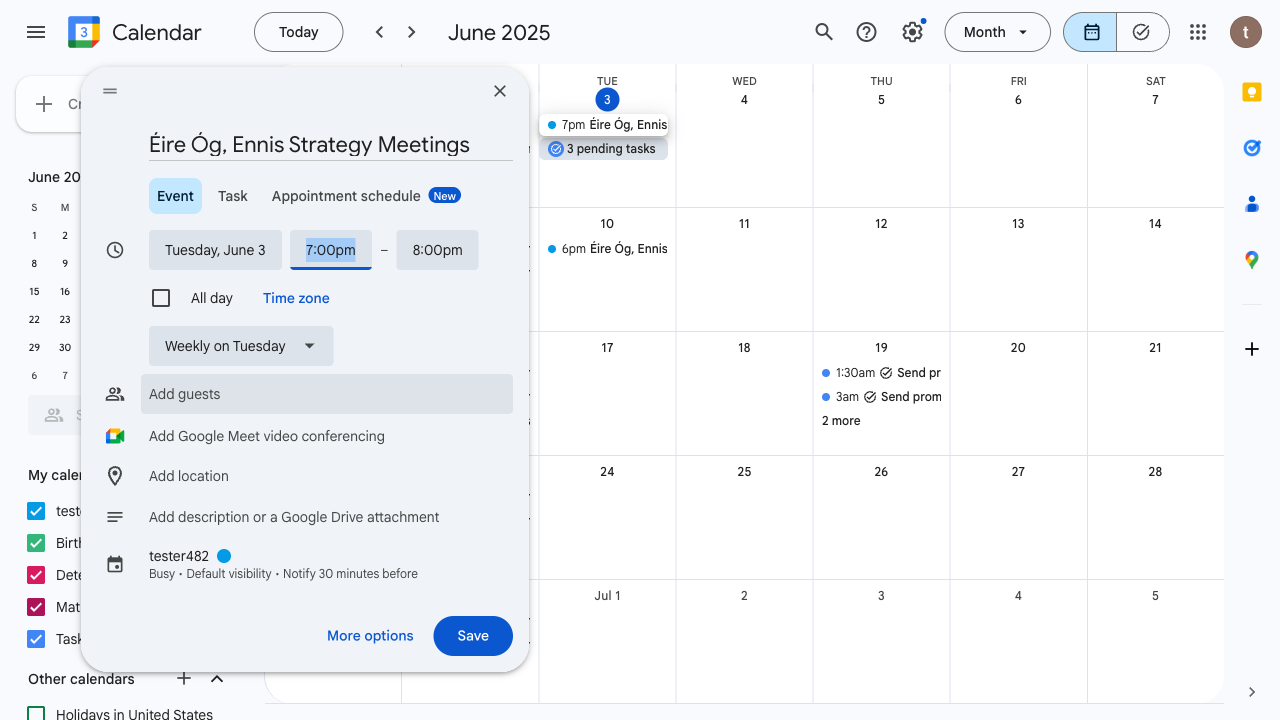 3 Calendar
Today
June 2025
Month
t
Éire Óg, Ennis Strategy Meetings
Event
Task
Appointment schedule
New
Tuesday, June 3
7:00pm
–
8:00pm
All day
Time zone
Weekly on Tuesday
Add guests
Add Google Meet video conferencing
Add location
Add description or a Google Drive attachment
tester482
Busy • Default visibility • Notify 30 minutes before
More options
Save
June 20
S M
1 2
8 9
15 16
22 23
29 30
6 7
My cale
test
Birth
Date
Mat
Task
Other calendars
Holidays in United States
TUE WED THU FRI SAT
3 4 5 6 7
7pm Éire Óg, Ennis
3 pending tasks
10 11 12 13 14
6pm Éire Óg, Ennis
17 18 19 20 21
1:30am Send pr
3am Send prom
2 more
24 25 26 27 28
Jul 1 2 3 4 5